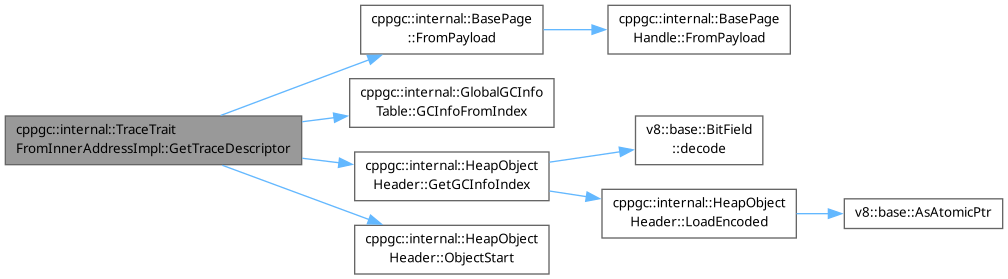 cppgc::internal::TraceTrait
FromInnerAddressImpl::GetTraceDescriptor
cppgc::internal::BasePage
::FromPayload
cppgc::internal::BasePage
Handle::FromPayload
cppgc::internal::GlobalGCInfo
Table::GCInfoFromIndex
cppgc::internal::HeapObject
Header::GetGCInfoIndex
v8::base::BitField
::decode
cppgc::internal::HeapObject
Header::LoadEncoded
v8::base::AsAtomicPtr
cppgc::internal::HeapObject
Header::ObjectStart